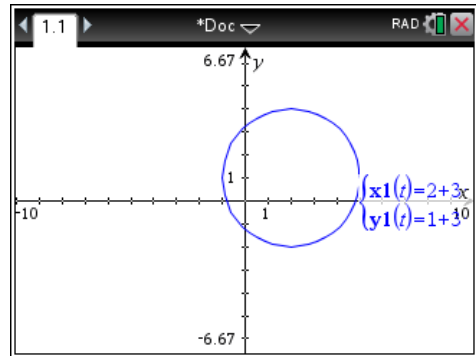 1.1 *Doc RAD
6.67 y
1
-10 1 x 10
x1(t)=2+3
y1(t)=1+3
-6.67